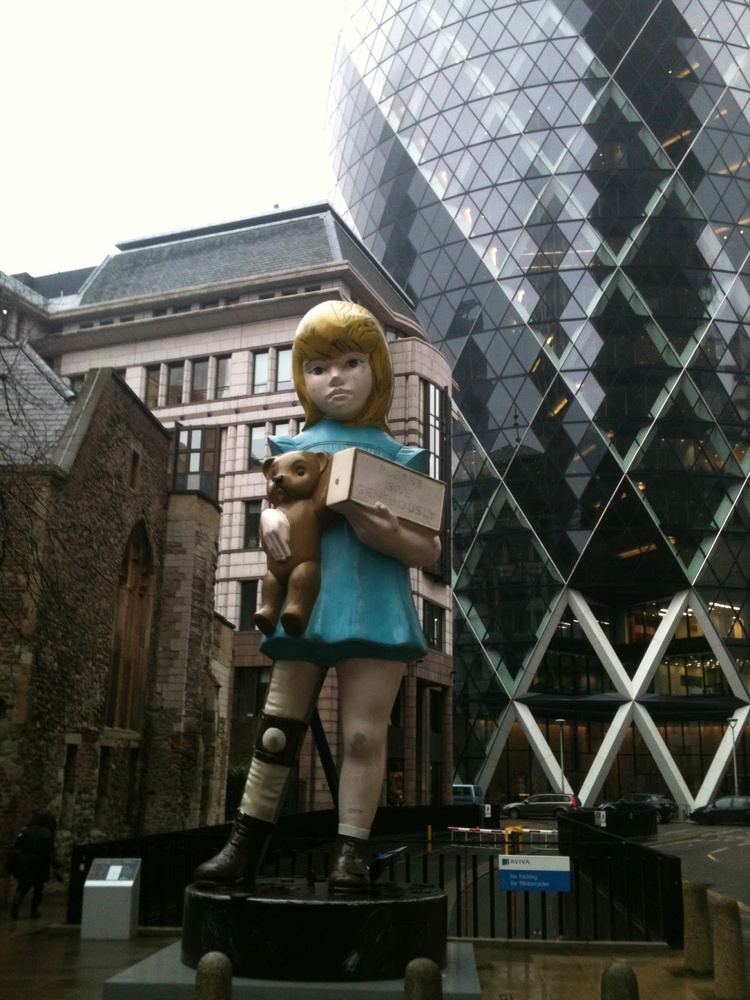 PLEASE
GIVE
GENEROUSLY
AVIVA
No Parking
for Motorcycles